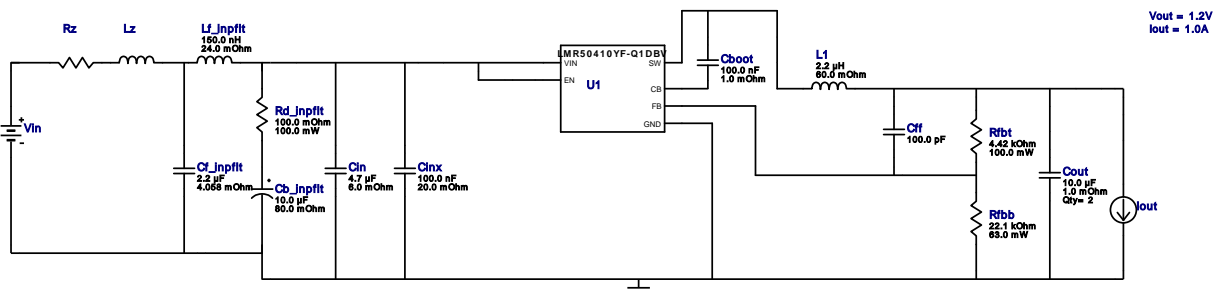 Vout = 1.2V
Iout = 1.0A
Rz
Lz
Lf_inpflt
150.0 nH
24.0 mOhm
Vin
+
-
Cf_inpflt
2.2 µF
4.058 mOhm
Rd_inpflt
100.0 mOhm
100.0 mW
+
Cb_inpflt
10.0 µF
60.0 mOhm
Cin
4.7 µF
6.0 mOhm
Cinx
100.0 nF
20.0 mOhm
LMR50410YF-Q1DBV
VIN
SW
EN
U1
CB
FB
GND
Cboot
100.0 nF
1.0 mOhm
L1
2.2 µH
60.0 mOhm
Cff
100.0 pF
Rfbt
4.42 kOhm
100.0 mW
Rfbb
22.1 kOhm
63.0 mW
Cout
10.0 µF
1.0 mOhm
Qty= 2
Iout